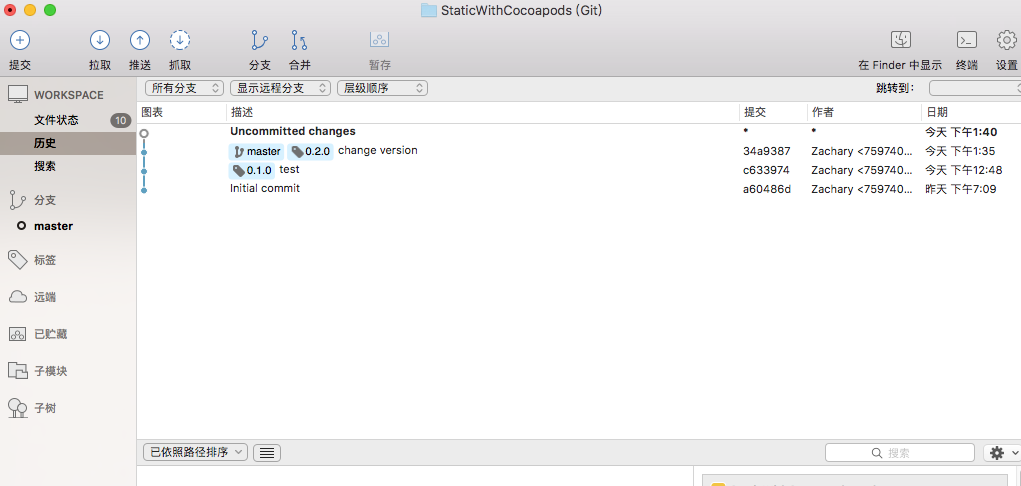 StaticWithCocoapods (Git)
提交 拉取 推送 抓取 分支 合并 暂存 在 Finder 中显示 终端 设置
WORKSPACE
文件状态 10
历史
搜索
分支
master
标签
远端
已贮藏
子模块
子树
所有分支 显示远程分支 层级顺序 跳转到：
图表 描述 提交 作者 日期
Uncommitted changes * * 今天 下午1:40
master 0.2.0 change version 34a9387 Zachary <759740... 今天 下午1:35
0.1.0 test c633974 Zachary <759740... 今天 下午12:48
Initial commit a60486d Zachary <759740... 昨天 下午7:09
已依照路径排序 搜索